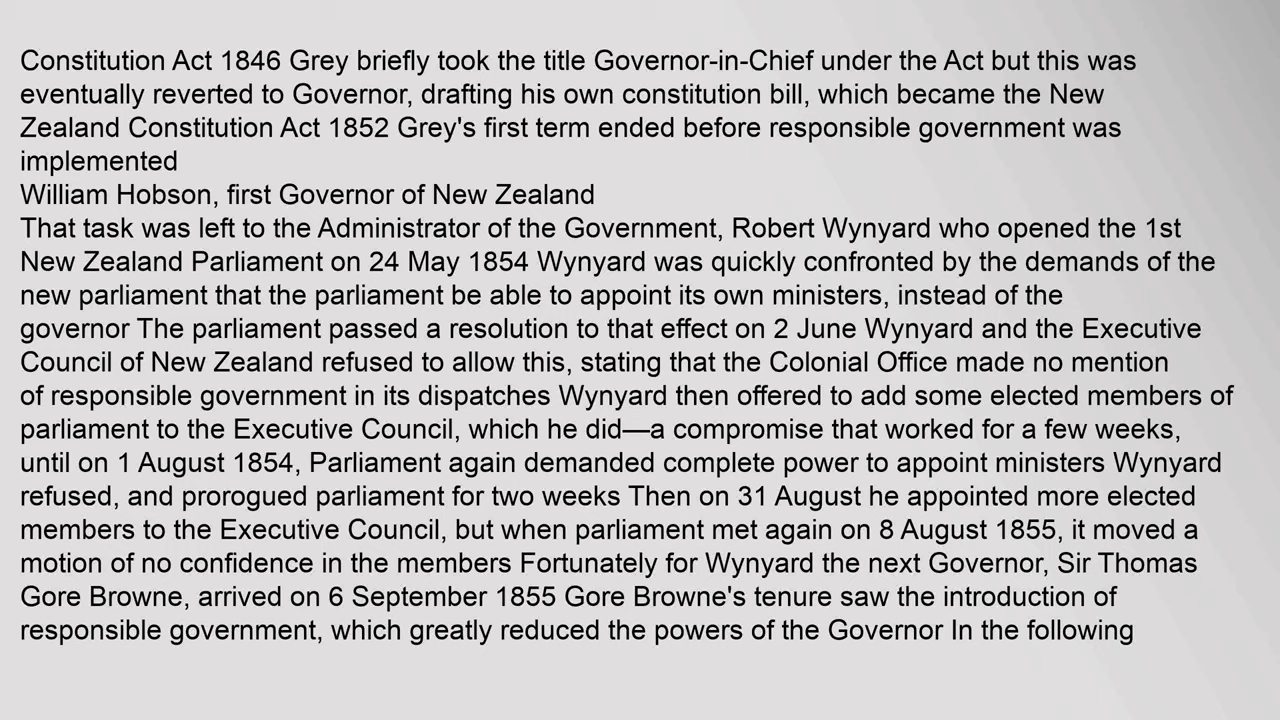 Constitution Act 1846 Grey briefly took the title Governor-in-Chief under the Act but this was
eventually reverted to Governor, drafting his own constitution bill, which became the New
Zealand Constitution Act 1852 Grey's first term ended before responsible government was
implemented
William Hobson, first Governor of New Zealand
That task was left to the Administrator of the Government, Robert Wynyard who opened the 1st
New Zealand Parliament on 24 May 1854 Wynyard was quickly confronted by the demands of the
new parliament that the parliament be able to appoint its own ministers, instead of the
governor The parliament passed a resolution to that effect on 2 June Wynyard and the Executive
Council of New Zealand refused to allow this, stating that the Colonial Office made no mention
of responsible government in its dispatches Wynyard then offered to add some elected members of
parliament to the Executive Council, which he did—a compromise that worked for a few weeks,
until on 1 August 1854, Parliament again demanded complete power to appoint ministers Wynyard
refused, and prorogued parliament for two weeks Then on 31 August he appointed more elected
members to the Executive Council, but when parliament met again on 8 August 1855, it moved a
motion of no confidence in the members Fortunately for Wynyard the next Governor, Sir Thomas
Gore Browne, arrived on 6 September 1855 Gore Browne's tenure saw the introduction of
responsible government, which greatly reduced the powers of the Governor In the following